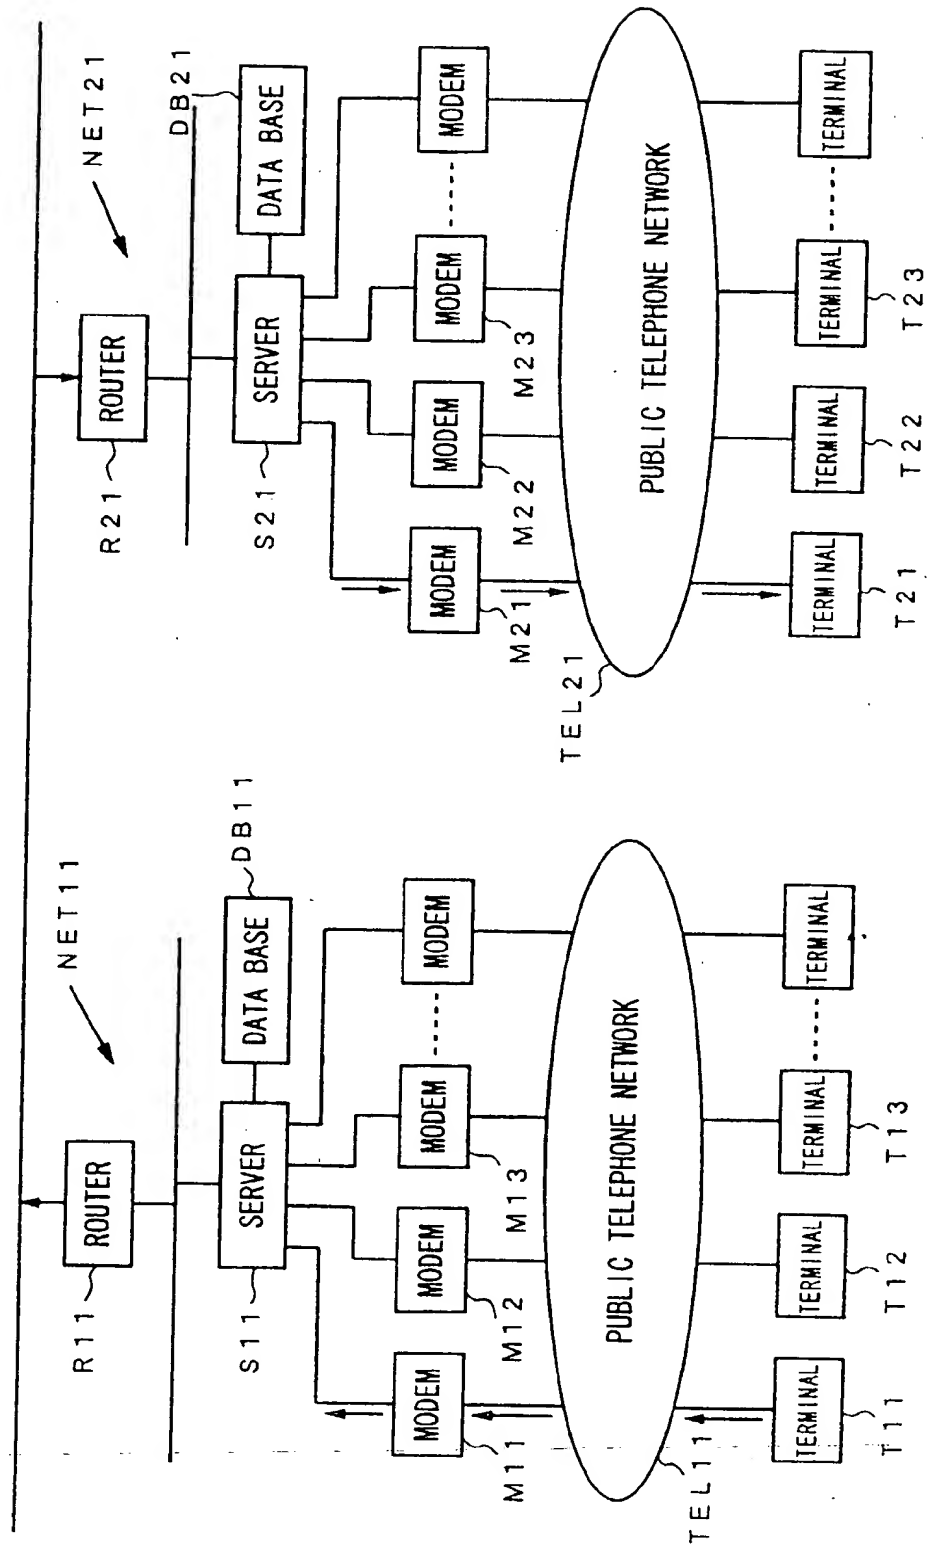 NET11
NET21
R11
ROUTER
R21
ROUTER
DB21
S11
SERVER
DATA BASE
DB11
S21
SERVER
DATA BASE
MODEM
MODEM
MODEM
MODEM
MODEM
MODEM
MODEM
MODEM
M11
M12
M13
M21
M22
M23
TEL21
PUBLIC TELEPHONE NETWORK
PUBLIC TELEPHONE NETWORK
TEL11
TERMINAL
TERMINAL
TERMINAL
TERMINAL
TERMINAL
TERMINAL
TERMINAL
TERMINAL
T11
T12
T13
T21
T22
T23